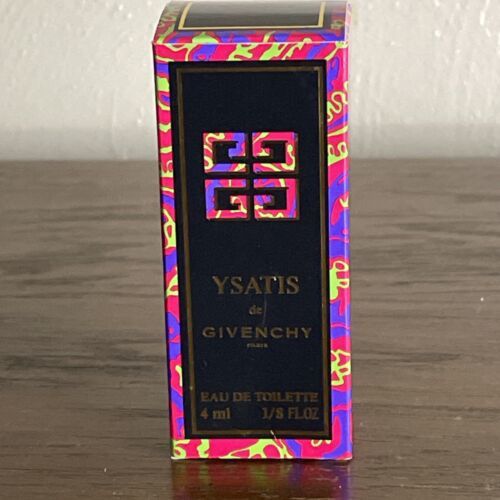 YSATIS
de
GIVENCHY
PARIS
EAU DE TOILETTE
4 ml 1/8 FL.OZ